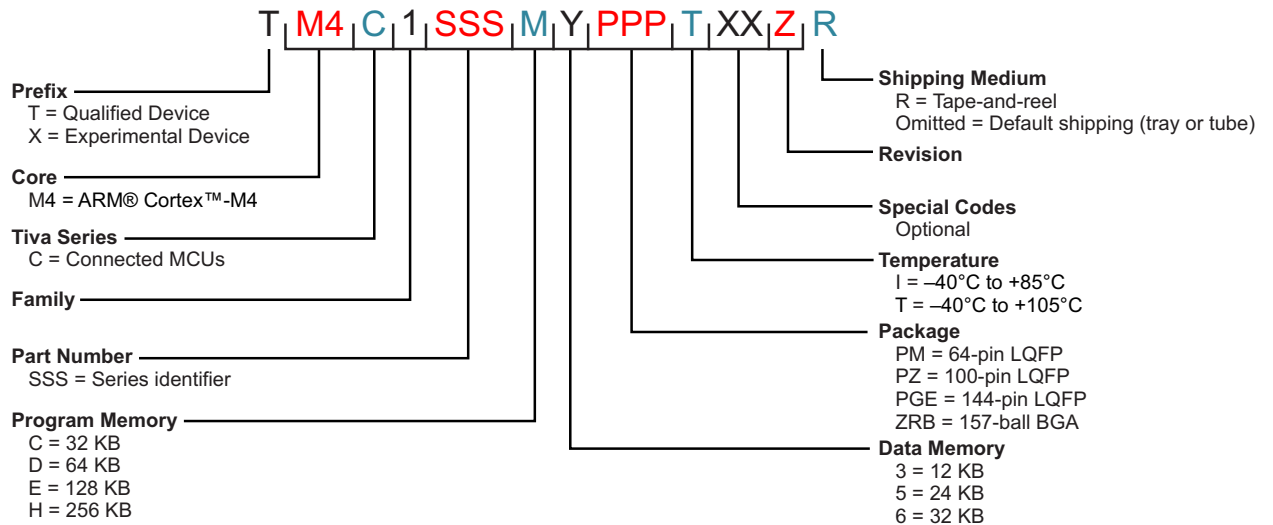 TM4C1SSSMYPPPTXXZR
Prefix
T = Qualified Device
X = Experimental Device
Core
M4 = ARM® Cortex™-M4
Tiva Series
C = Connected MCUs
Family
Part Number
SSS = Series identifier
Program Memory
C = 32 KB
D = 64 KB
E = 128 KB
H = 256 KB
Shipping Medium
R = Tape-and-reel
Omitted = Default shipping (tray or tube)
Revision
Special Codes
Optional
Temperature
I = –40°C to +85°C
T = –40°C to +105°C
Package
PM = 64-pin LQFP
PZ = 100-pin LQFP
PGE = 144-pin LQFP
ZRB = 157-ball BGA
Data Memory
3 = 12 KB
5 = 24 KB
6 = 32 KB